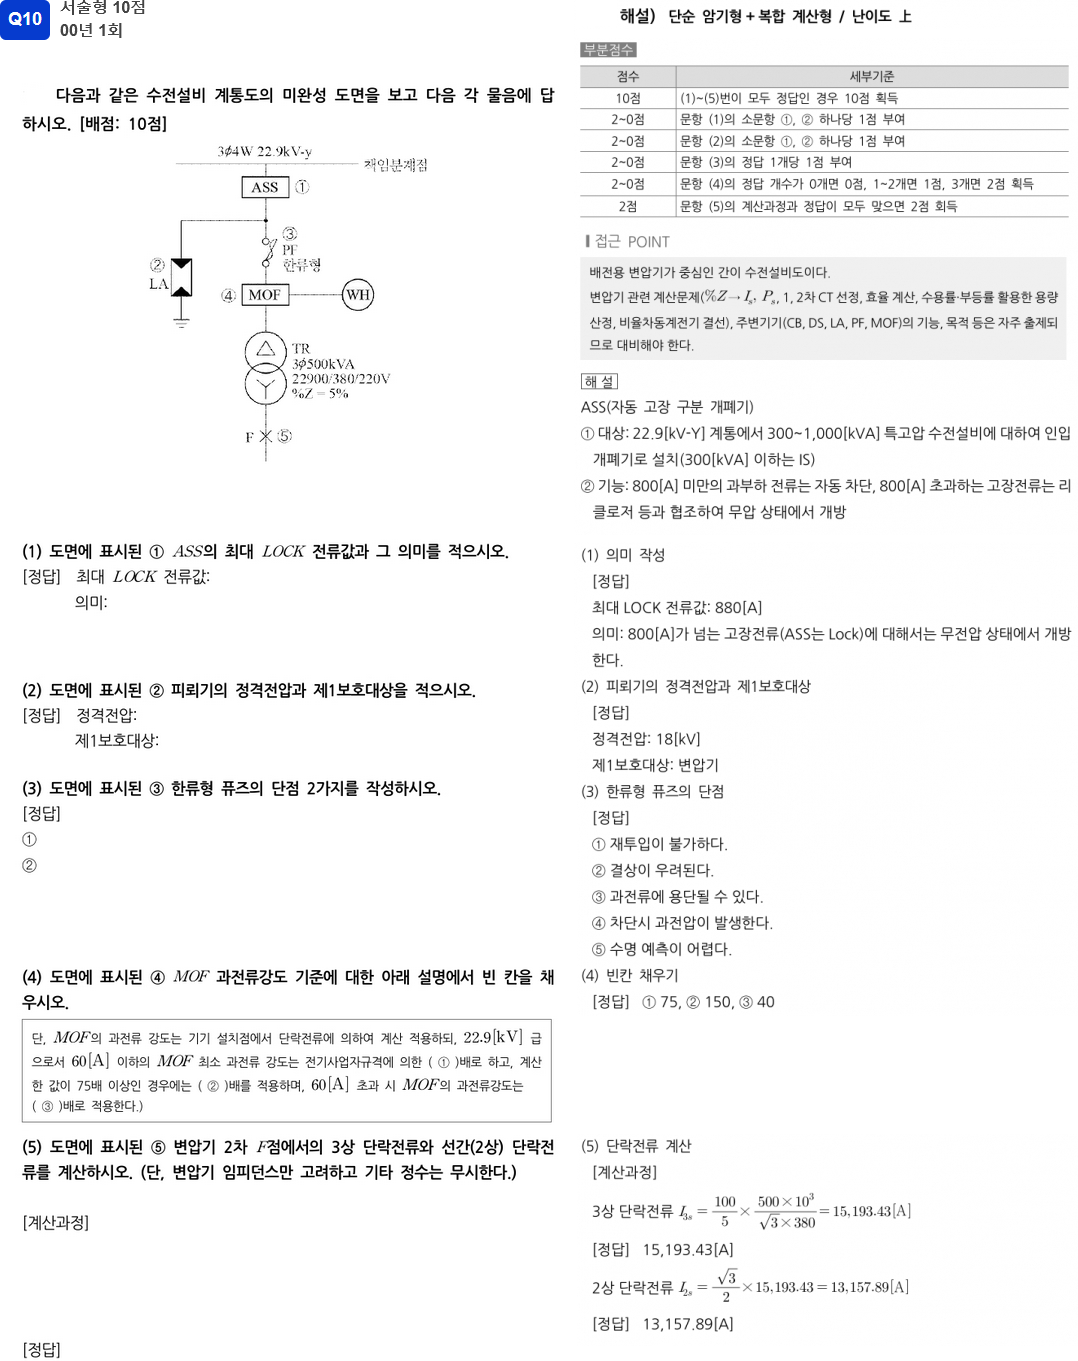 Q10
서술형 10점
00년 1회
다음과 같은 수전설비 계통도의 미완성 도면을 보고 다음 각 물음에 답
하시오. [배점: 10점]
3∮4W 22.9kV-y
책임분계점
ASS ①
③
PF
한류형
②
LA
④ MOF WH
TR
3∮500kVA
22900/380/220V
%Z = 5%
F ⑤
(1) 도면에 표시된 ① ASS의 최대 LOCK 전류값과 그 의미를 적으시오.
[정답] 최대 LOCK 전류값:
의미:
(2) 도면에 표시된 ② 피뢰기의 정격전압과 제1보호대상을 적으시오.
[정답] 정격전압:
제1보호대상:
(3) 도면에 표시된 ③ 한류형 퓨즈의 단점 2가지를 작성하시오.
[정답]
①
②
(4) 도면에 표시된 ④ MOF 과전류강도 기준에 대한 아래 설명에서 빈 칸을 채
우시오.
단, MOF의 과전류 강도는 기기 설치점에서 단락전류에 의하여 계산 적용하되, 22.9[kV] 급
으로서 60[A] 이하의 MOF 최소 과전류 강도는 전기사업자규격에 의한 ( ① )배로 하고, 계산
한 값이 75배 이상인 경우에는 ( ② )배를 적용하며, 60[A] 초과 시 MOF의 과전류강도는
( ③ )배로 적용한다.)
(5) 도면에 표시된 ⑤ 변압기 2차 F점에서의 3상 단락전류와 선간(2상) 단락전
류를 계산하시오. (단, 변압기 임피던스만 고려하고 기타 정수는 무시한다.)
[계산과정]
[정답]
해설) 단순 암기형+복합 계산형 / 난이도 上
부분점수
점수 세부기준
10점 (1)~(5)번이 모두 정답인 경우 10점 획득
2~0점 문항 (1)의 소문항 ①, ② 하나당 1점 부여
2~0점 문항 (2)의 소문항 ①, ② 하나당 1점 부여
2~0점 문항 (3)의 정답 1개당 1점 부여
2~0점 문항 (4)의 정답 개수가 0개면 0점, 1~2개면 1점, 3개면 2점 획득
2점 문항 (5)의 계산과정과 정답이 모두 맞으면 2점 회득
접근 POINT
배전용 변압기가 중심인 간이 수전설비도이다.
변압기 관련 계산문제(%Z→Is, Ps, 1, 2차 CT 선정, 효율 계산, 수용률·부등률 활용한 용량
산정, 비율차동계전기 결선), 주변기기(CB, DS, LA, PF, MOF)의 기능, 목적 등은 자주 출제되
므로 대비해야 한다.
해 설
ASS(자동 고장 구분 개폐기)
① 대상: 22.9[kV-Y] 계통에서 300~1,000[kVA] 특고압 수전설비에 대하여 인입
개폐기로 설치(300[kVA] 이하는 IS)
② 기능: 800[A] 미만의 과부하 전류는 자동 차단, 800[A] 초과하는 고장전류는 리
클로저 등과 협조하여 무압 상태에서 개방
(1) 의미 작성
[정답]
최대 LOCK 전류값: 880[A]
의미: 800[A]가 넘는 고장전류(ASS는 Lock)에 대해서는 무전압 상태에서 개방
한다.
(2) 피뢰기의 정격전압과 제1보호대상
[정답]
정격전압: 18[kV]
제1보호대상: 변압기
(3) 한류형 퓨즈의 단점
[정답]
① 재투입이 불가하다.
② 결상이 우려된다.
③ 과전류에 용단될 수 있다.
④ 차단시 과전압이 발생한다.
⑤ 수명 예측이 어렵다.
(4) 빈칸 채우기
[정답] ① 75, ② 150, ③ 40
(5) 단락전류 계산
[계산과정]
3상 단락전류 I3s = 100/5 × 500×10³/√3×380 = 15,193.43[A]
[정답] 15,193.43[A]
2상 단락전류 I2s = √3/2 × 15,193.43 = 13,157.89[A]
[정답] 13,157.89[A]